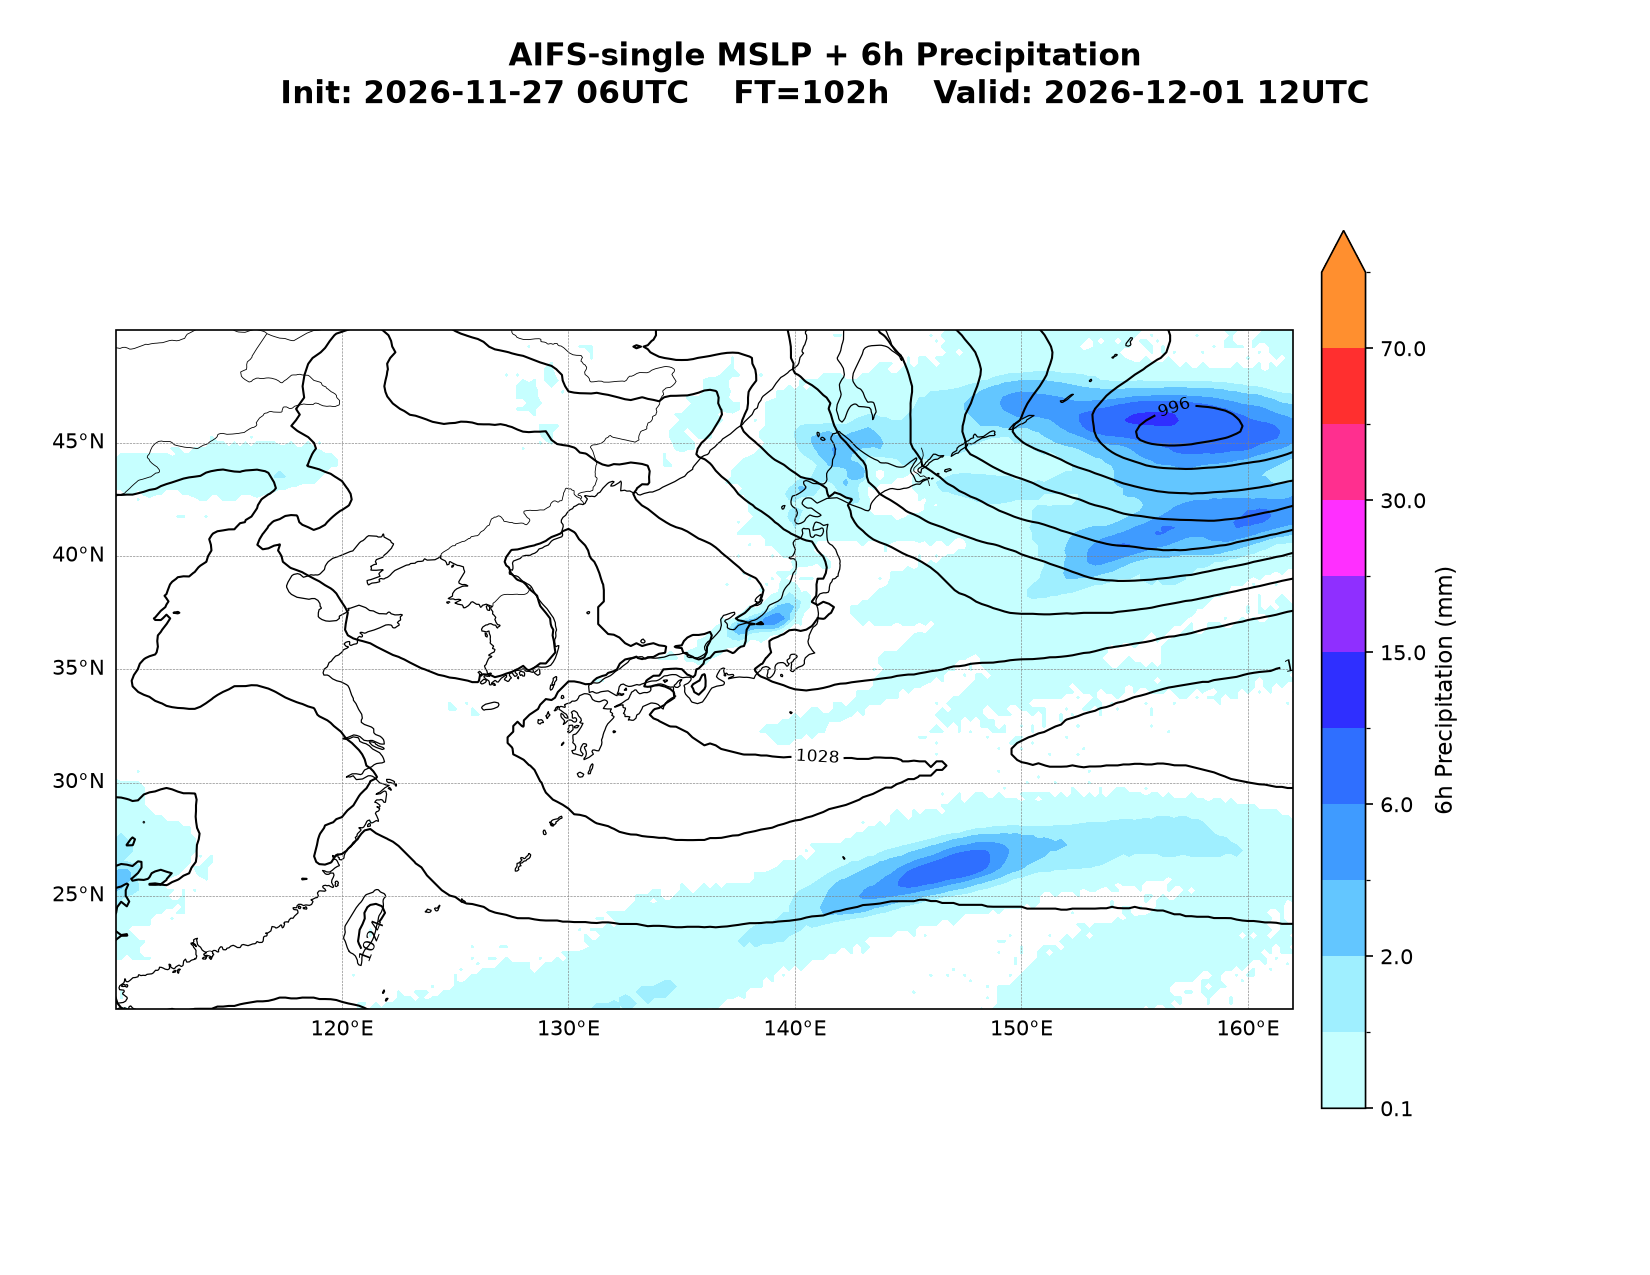 AIFS-single MSLP + 6h Precipitation
Init: 2026-11-27 06UTC    FT=102h    Valid: 2026-12-01 12UTC
45°N
40°N
35°N
30°N
25°N
120°E
130°E
140°E
150°E
160°E
996
1028
1024
1
70.0
30.0
15.0
6.0
2.0
0.1
6h Precipitation (mm)